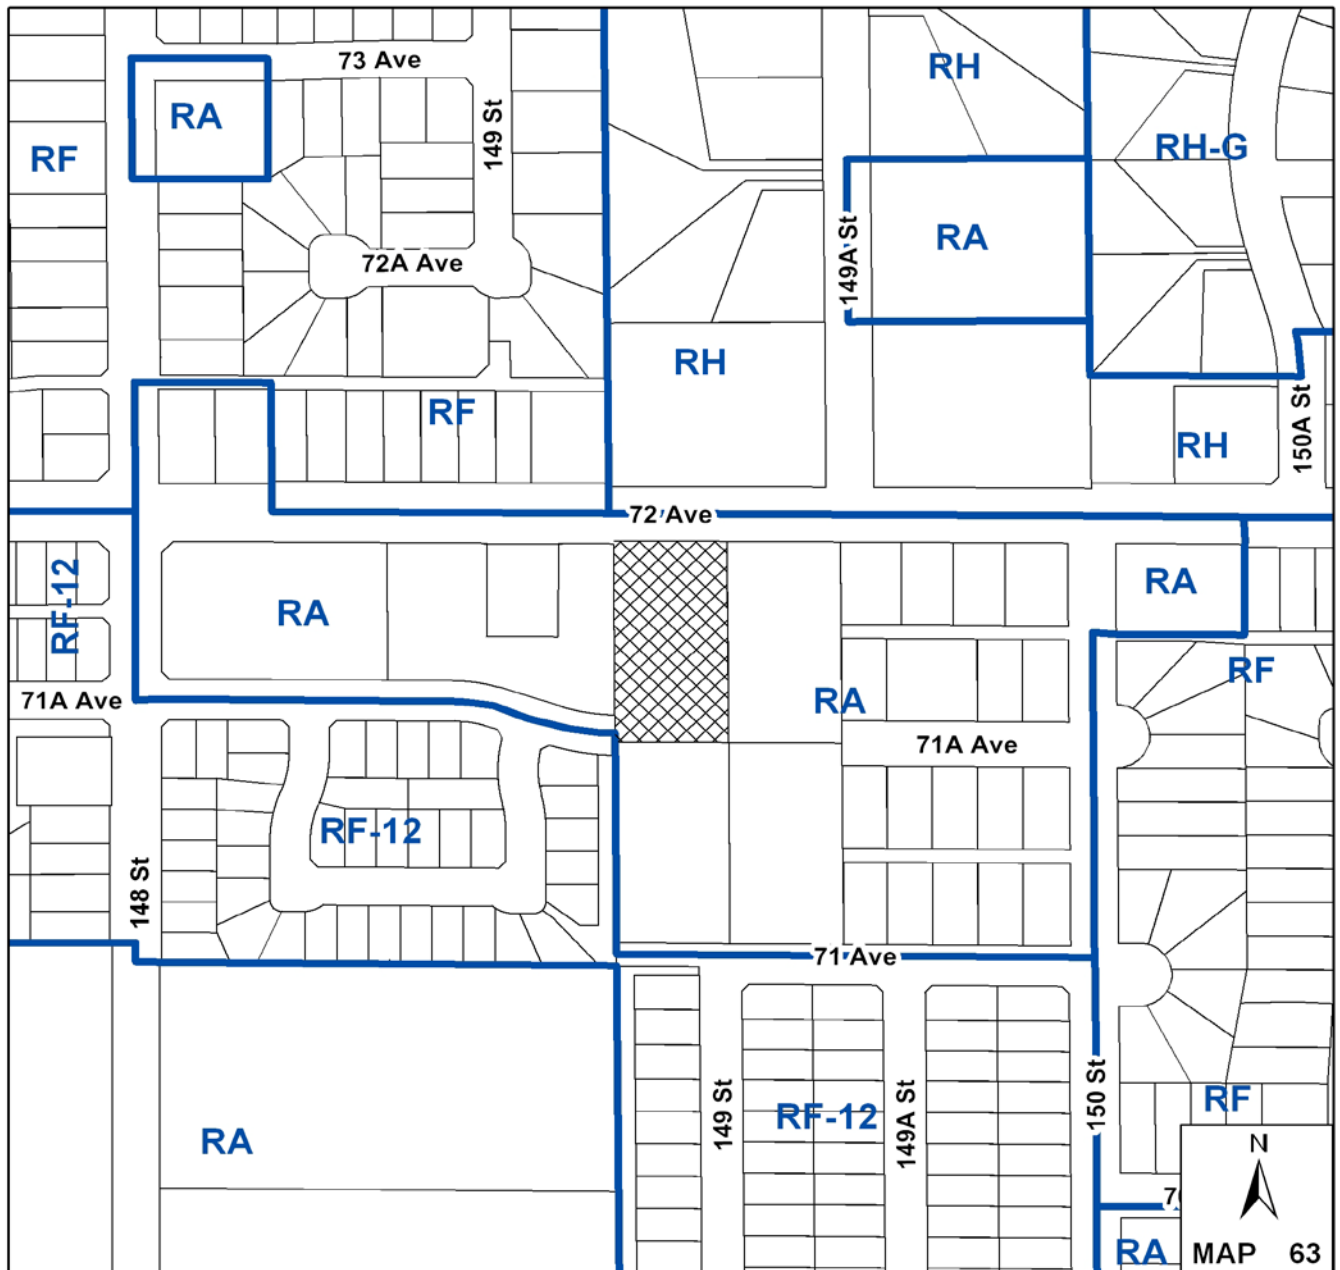 73 Ave
RH
RA
149 St
RH-G
RF
149A St
RA
72A Ave
RH
RF
150A St
RH
72 Ave
RF-12
RA
RA
RF
71A Ave
RA
71A Ave
RF-12
148 St
71 Ave
149 St
149A St
150 St
RF-12
RF
RA
N
RA
MAP 63